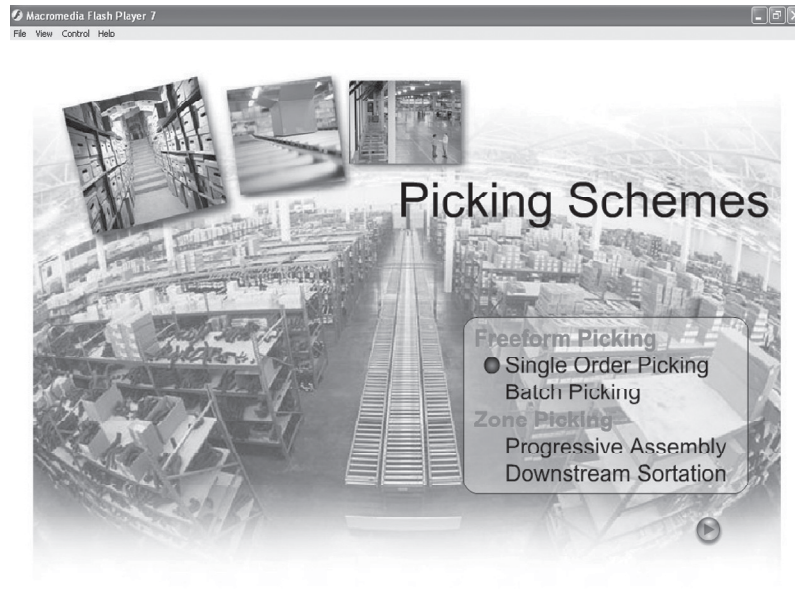 Macromedia Flash Player 7
File View Control Help
Picking Schemes
Freeform Picking
Single Order Picking
Batch Picking
Zone Picking
Progressive Assembly
Downstream Sortation